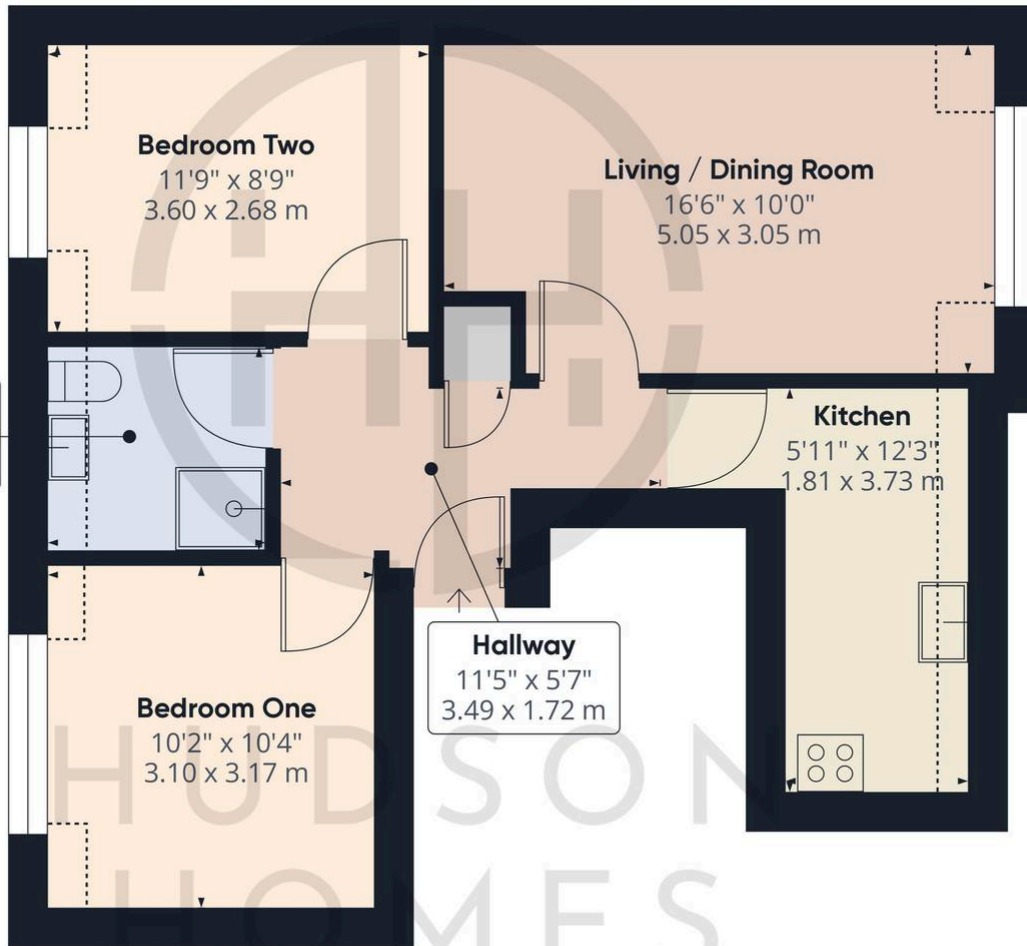 Bedroom Two
11'9" x 8'9"
3.60 x 2.68 m
Living / Dining Room
16'6" x 10'0"
5.05 x 3.05 m
Kitchen
5'11" x 12'3"
1.81 x 3.73 m
Hallway
11'5" x 5'7"
3.49 x 1.72 m
Bedroom One
10'2" x 10'4"
3.10 x 3.17 m
HUDSON
HOMES